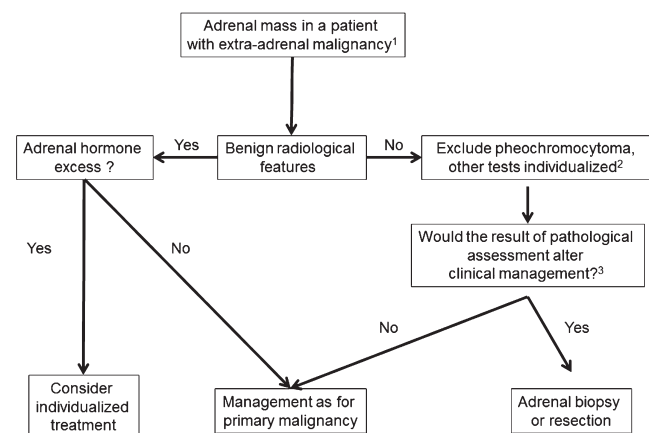 Adrenal mass in a patient
with extra-adrenal malignancy¹
Adrenal hormone
excess ?
Yes
Benign radiological
features
No
Exclude pheochromocytoma,
other tests individualized²
Would the result of pathological
assessment alter
clinical management?³
Yes
No
No
Yes
Consider
individualized
treatment
Management as for
primary malignancy
Adrenal biopsy
or resection